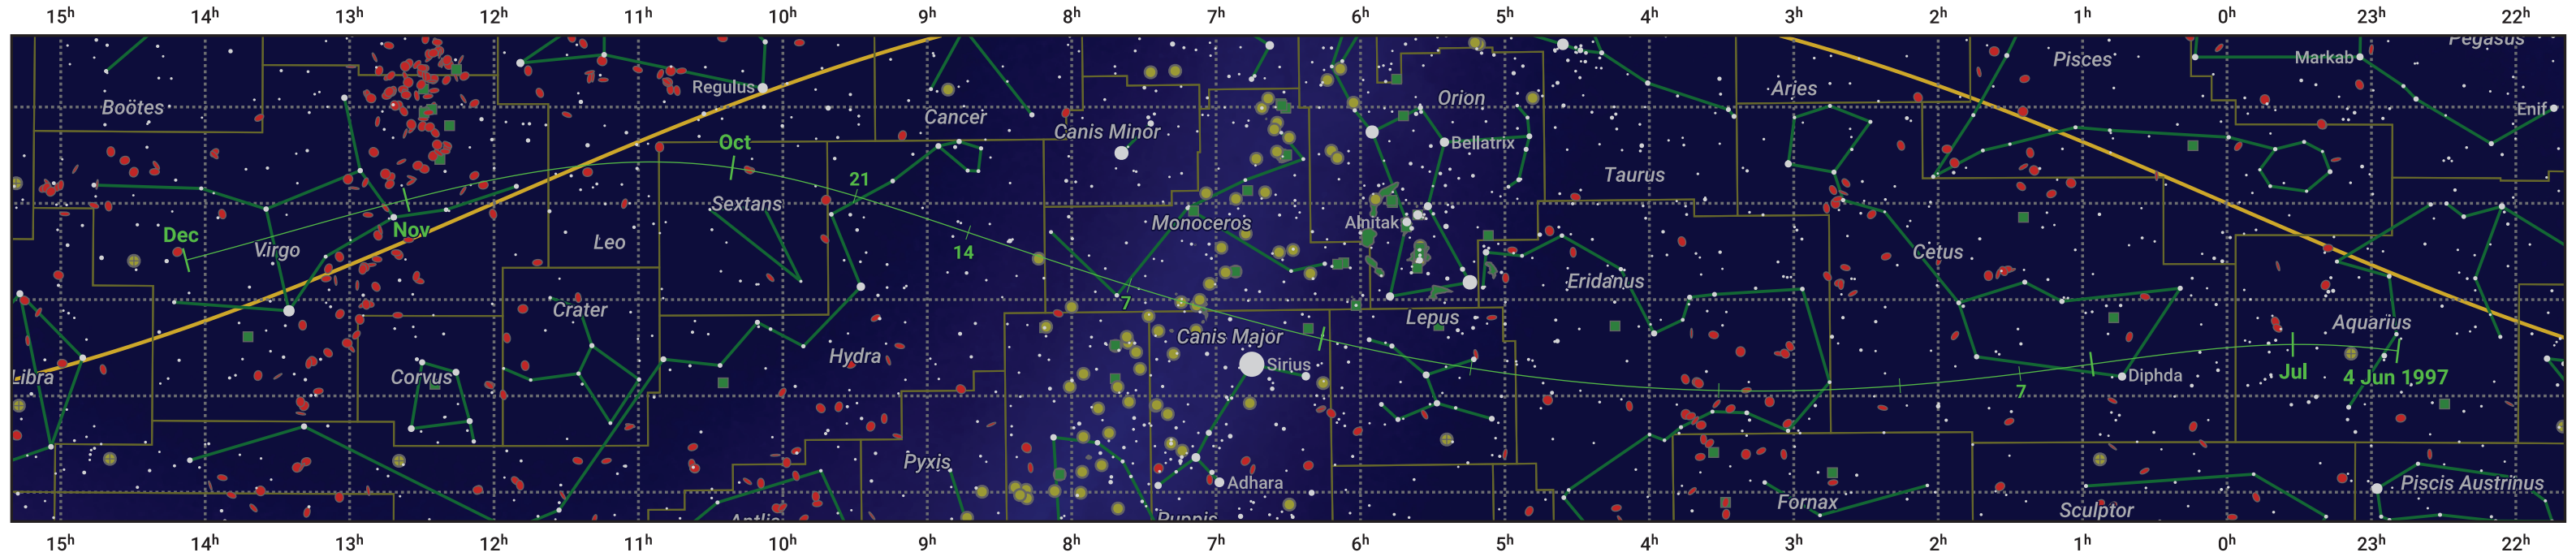 15ʰ 14ʰ 13ʰ 12ʰ 11ʰ 10ʰ 9ʰ 8ʰ 7ʰ 6ʰ 5ʰ 4ʰ 3ʰ 2ʰ 1ʰ 0ʰ 23ʰ 22ʰ
Pegasus
Pisces
Markab
Regulus
Aries
Orion
Boötes
Cancer
Enif
Canis Minor
Oct
Bellatrix
Taurus
21
Sextans
Monoceros
Alnitak
Nov
Dec
Virgo
Leo
14
Cetus
Eridanus
7
Crater
Lepus
Aquarius
Canis Major
Hydra
Sirius
Jul
4 Jun 1997
Diphda
Libra
Corvus
7
Pyxis
Adhara
Piscis Austrinus
Fornax
Sculptor
Antlia
Puppis
15ʰ 14ʰ 13ʰ 12ʰ 11ʰ 10ʰ 9ʰ 8ʰ 7ʰ 6ʰ 5ʰ 4ʰ 3ʰ 2ʰ 1ʰ 0ʰ 23ʰ 22ʰ